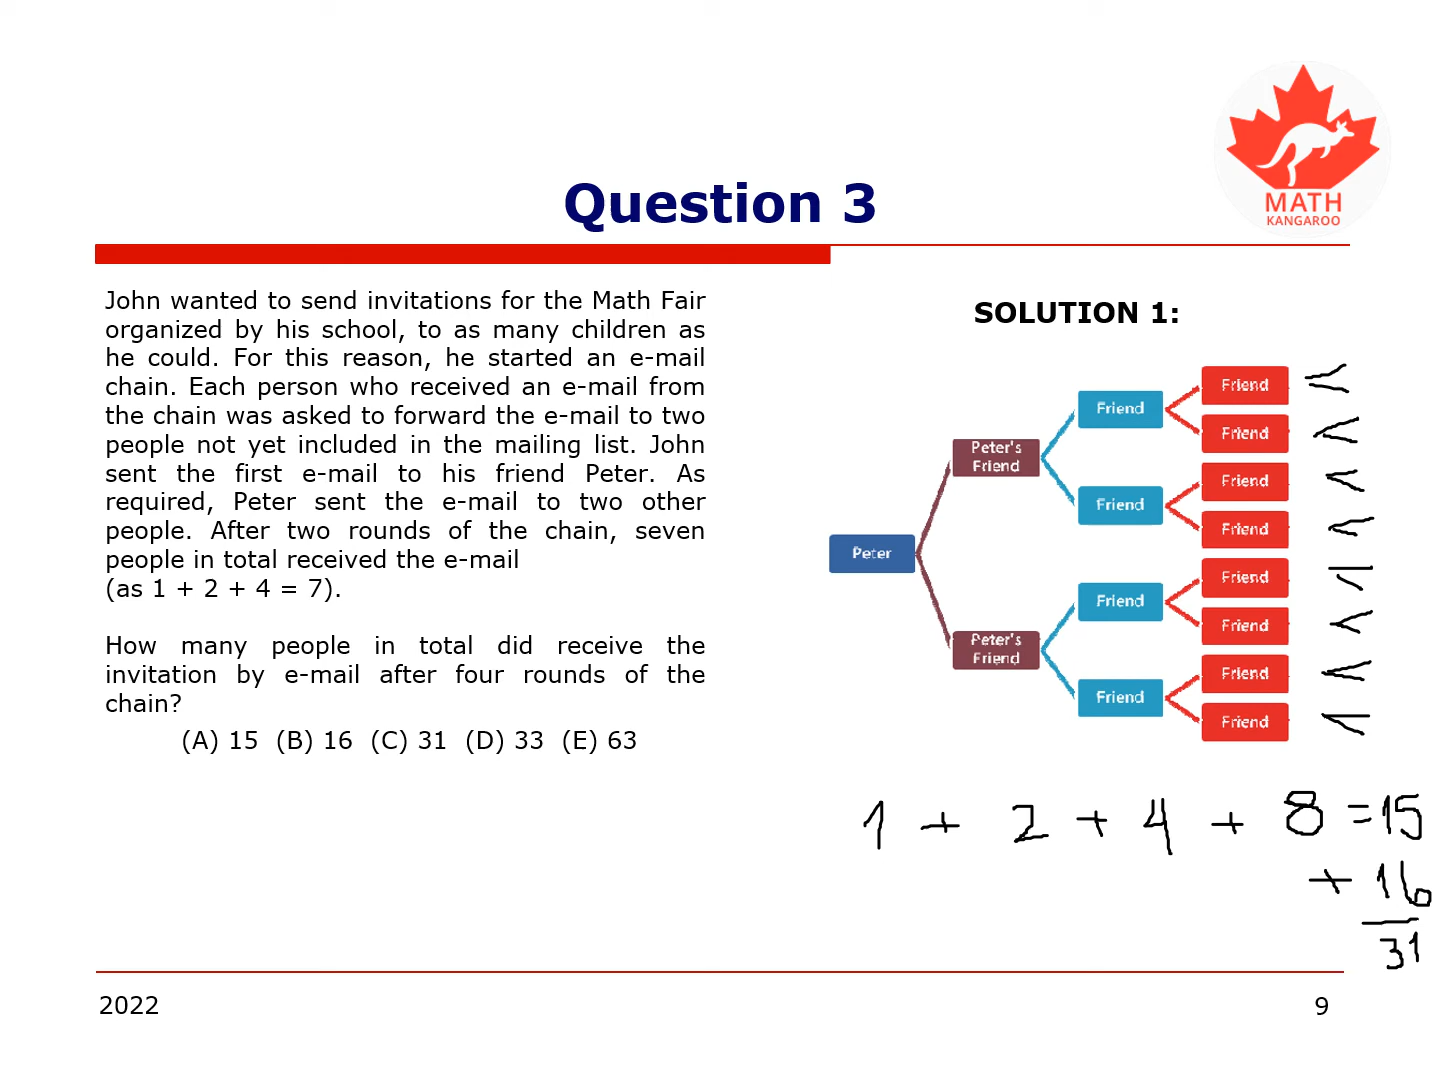 MATH
KANGAROO
Question 3
John wanted to send invitations for the Math Fair
organized by his school, to as many children as
he could. For this reason, he started an e-mail
chain. Each person who received an e-mail from
the chain was asked to forward the e-mail to two
people not yet included in the mailing list. John
sent the first e-mail to his friend Peter. As
required, Peter sent the e-mail to two other
people. After two rounds of the chain, seven
people in total received the e-mail
(as 1 + 2 + 4 = 7).
How many people in total did receive the
invitation by e-mail after four rounds of the
chain?
(A) 15 (B) 16 (C) 31 (D) 33 (E) 63
SOLUTION 1:
Peter
Peter's
Friend
Peter's
Friend
Friend
Friend
Friend
Friend
Friend
Friend
Friend
Friend
Friend
Friend
Friend
Friend
1 + 2 + 4 + 8 = 15
+ 16
31
2022
9